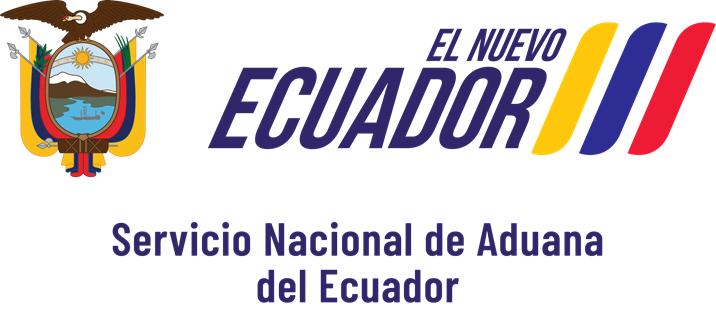 EL NUEVO
ECUADOR
Servicio Nacional de Aduana
del Ecuador